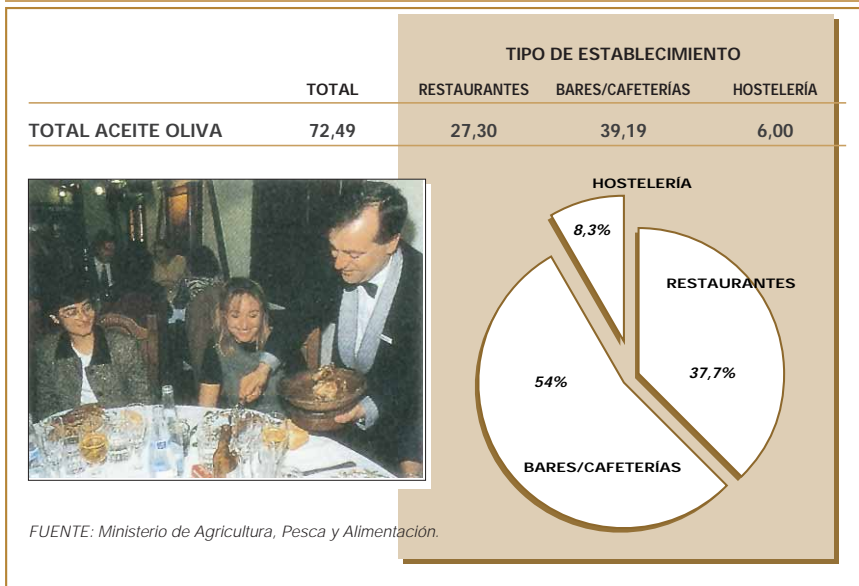 TIPO DE ESTABLECIMIENTO
TOTAL RESTAURANTES BARES/CAFETERÍAS HOSTELERÍA
TOTAL ACEITE OLIVA 72,49 27,30 39,19 6,00
HOSTELERÍA
8,3%
RESTAURANTES
37,7%
54%
BARES/CAFETERÍAS
FUENTE: Ministerio de Agricultura, Pesca y Alimentación.